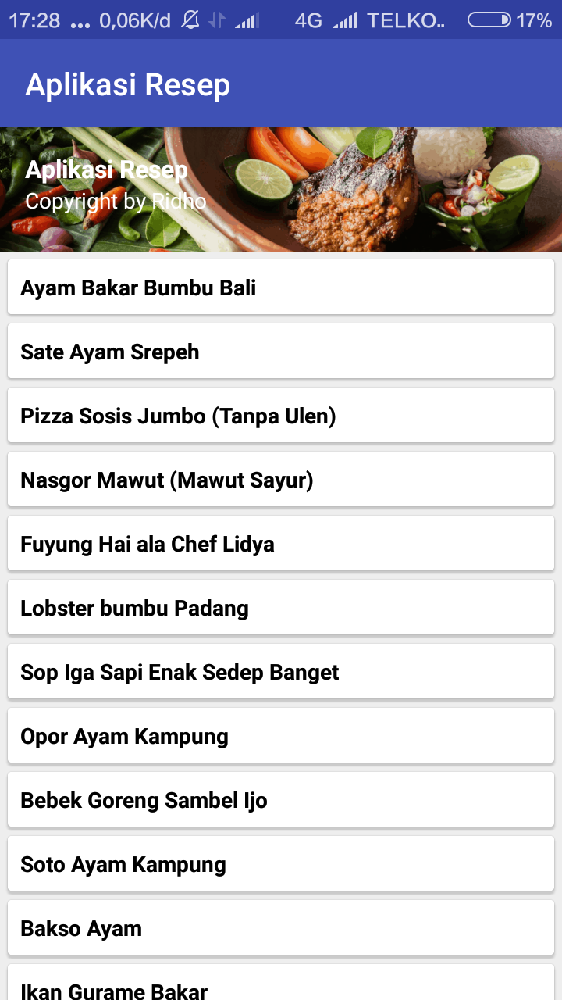 17:28 ... 0,06K/d 4G TELKO.. 17%
Aplikasi Resep
Aplikasi Resep
Copyright by Ridho
Ayam Bakar Bumbu Bali
Sate Ayam Srepeh
Pizza Sosis Jumbo (Tanpa Ulen)
Nasgor Mawut (Mawut Sayur)
Fuyung Hai ala Chef Lidya
Lobster bumbu Padang
Sop Iga Sapi Enak Sedep Banget
Opor Ayam Kampung
Bebek Goreng Sambel Ijo
Soto Ayam Kampung
Bakso Ayam
Ikan Gurame Bakar